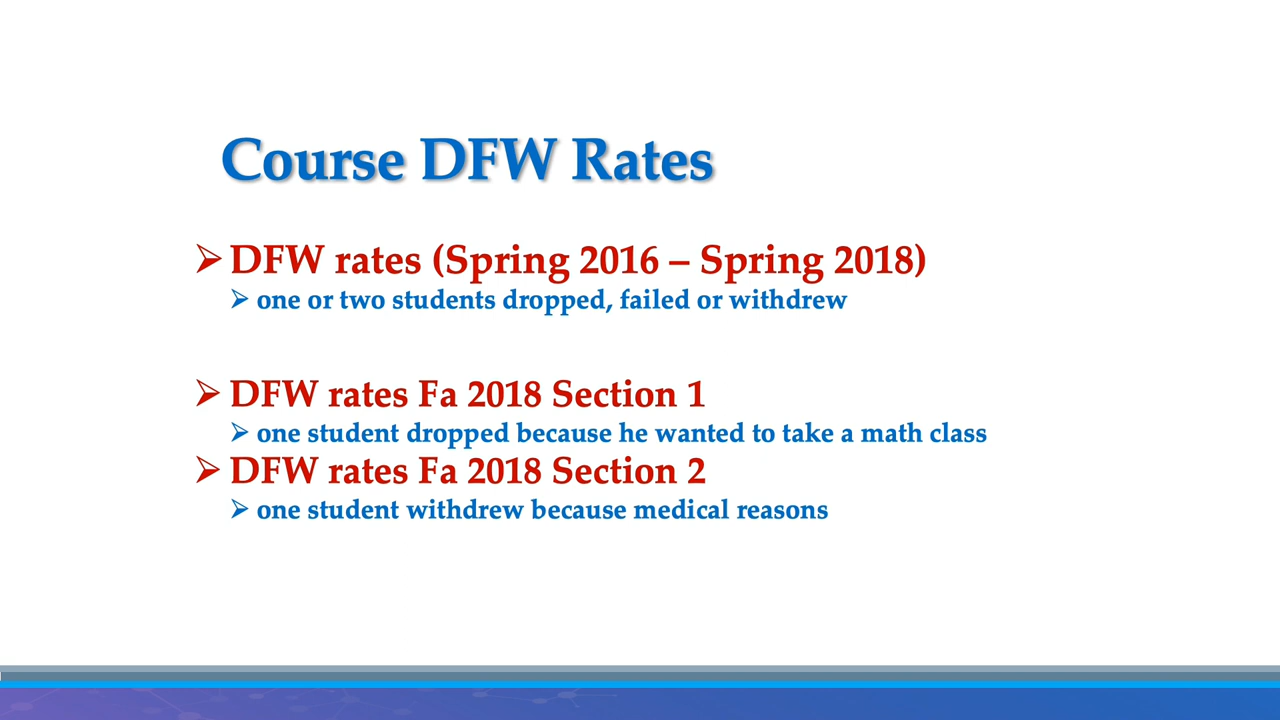 Course DFW Rates
DFW rates (Spring 2016 – Spring 2018)
one or two students dropped, failed or withdrew
DFW rates Fa 2018 Section 1
one student dropped because he wanted to take a math class
DFW rates Fa 2018 Section 2
one student withdrew because medical reasons